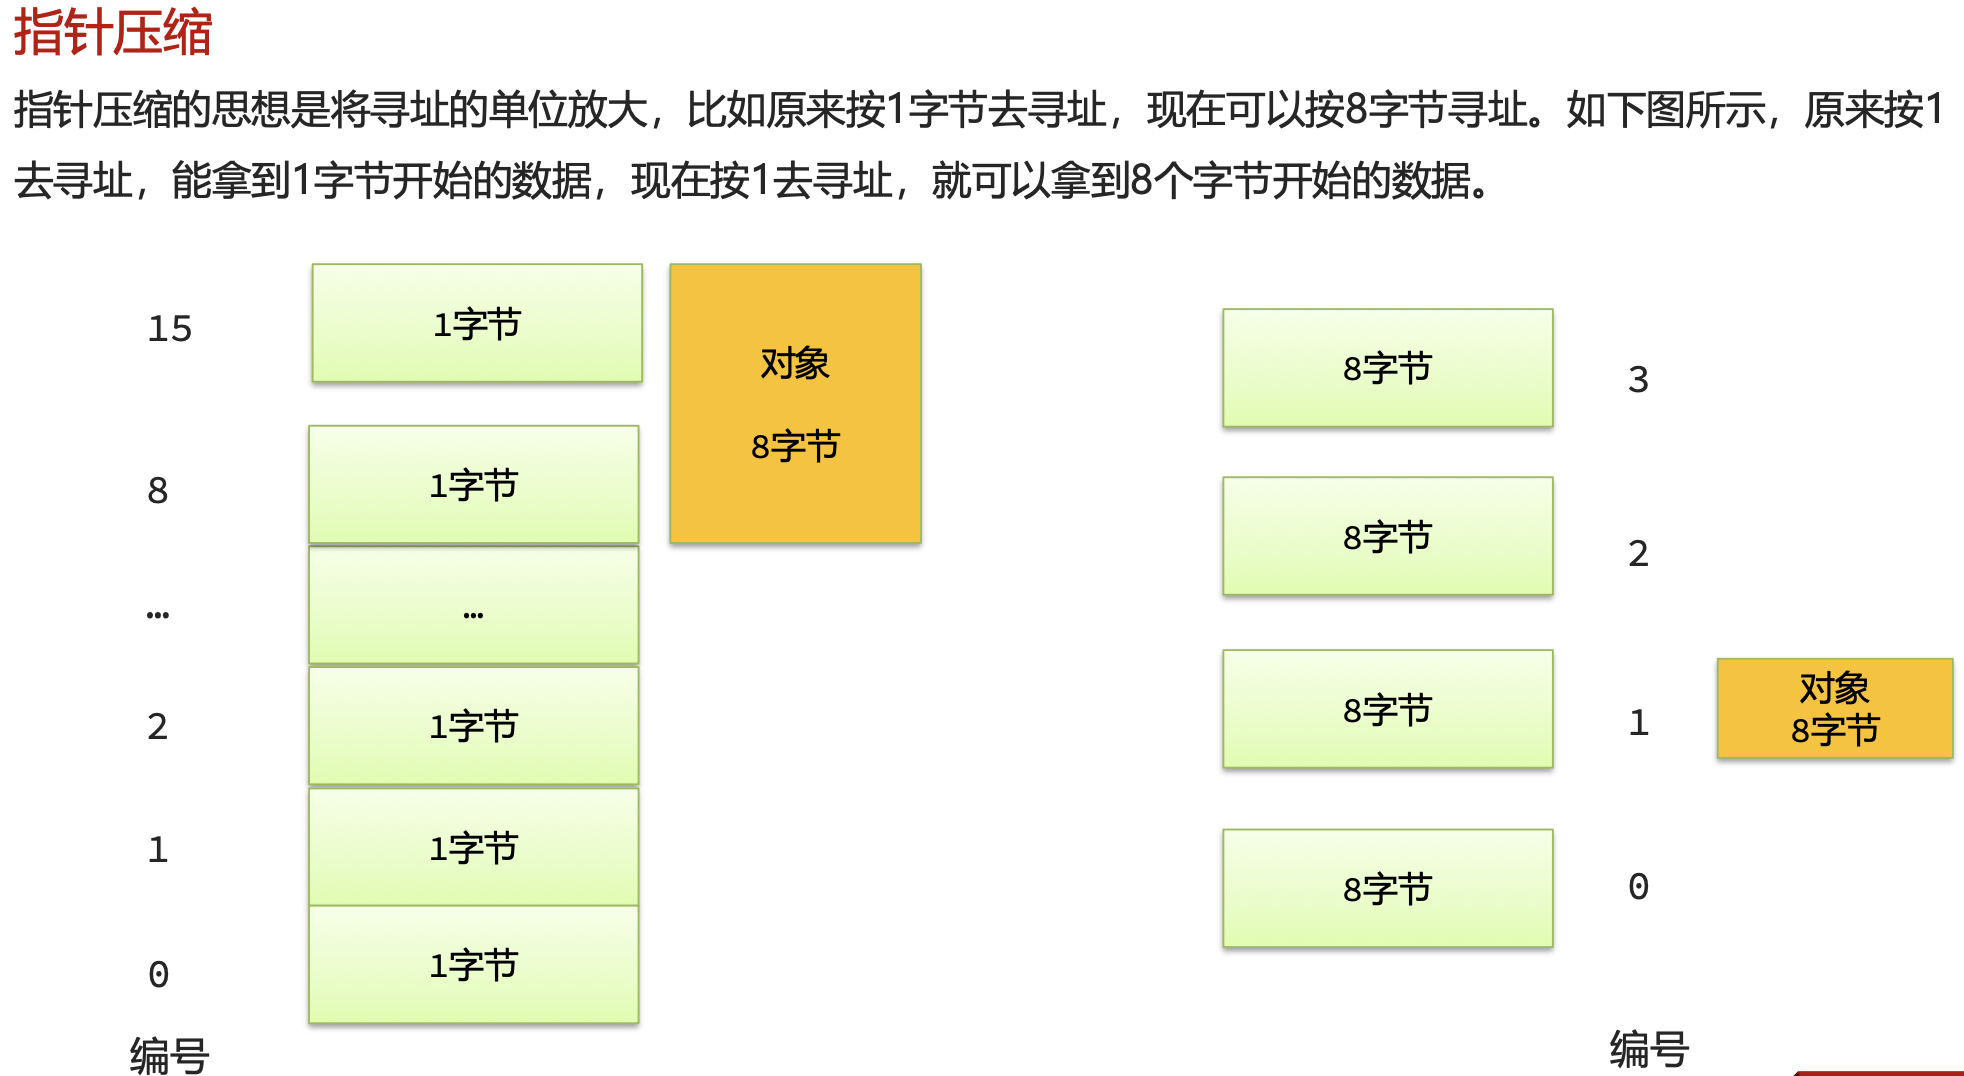 指针压缩
指针压缩的思想是将寻址的单位放大，比如原来按1字节去寻址，现在可以按8字节寻址。如下图所示，原来按1
去寻址，能拿到1字节开始的数据，现在按1去寻址，就可以拿到8个字节开始的数据。
15
1字节
对象
8字节
8
1字节
…
…
2
1字节
1
1字节
0
1字节
编号
8字节
3
8字节
2
8字节
1
对象
8字节
8字节
0
编号